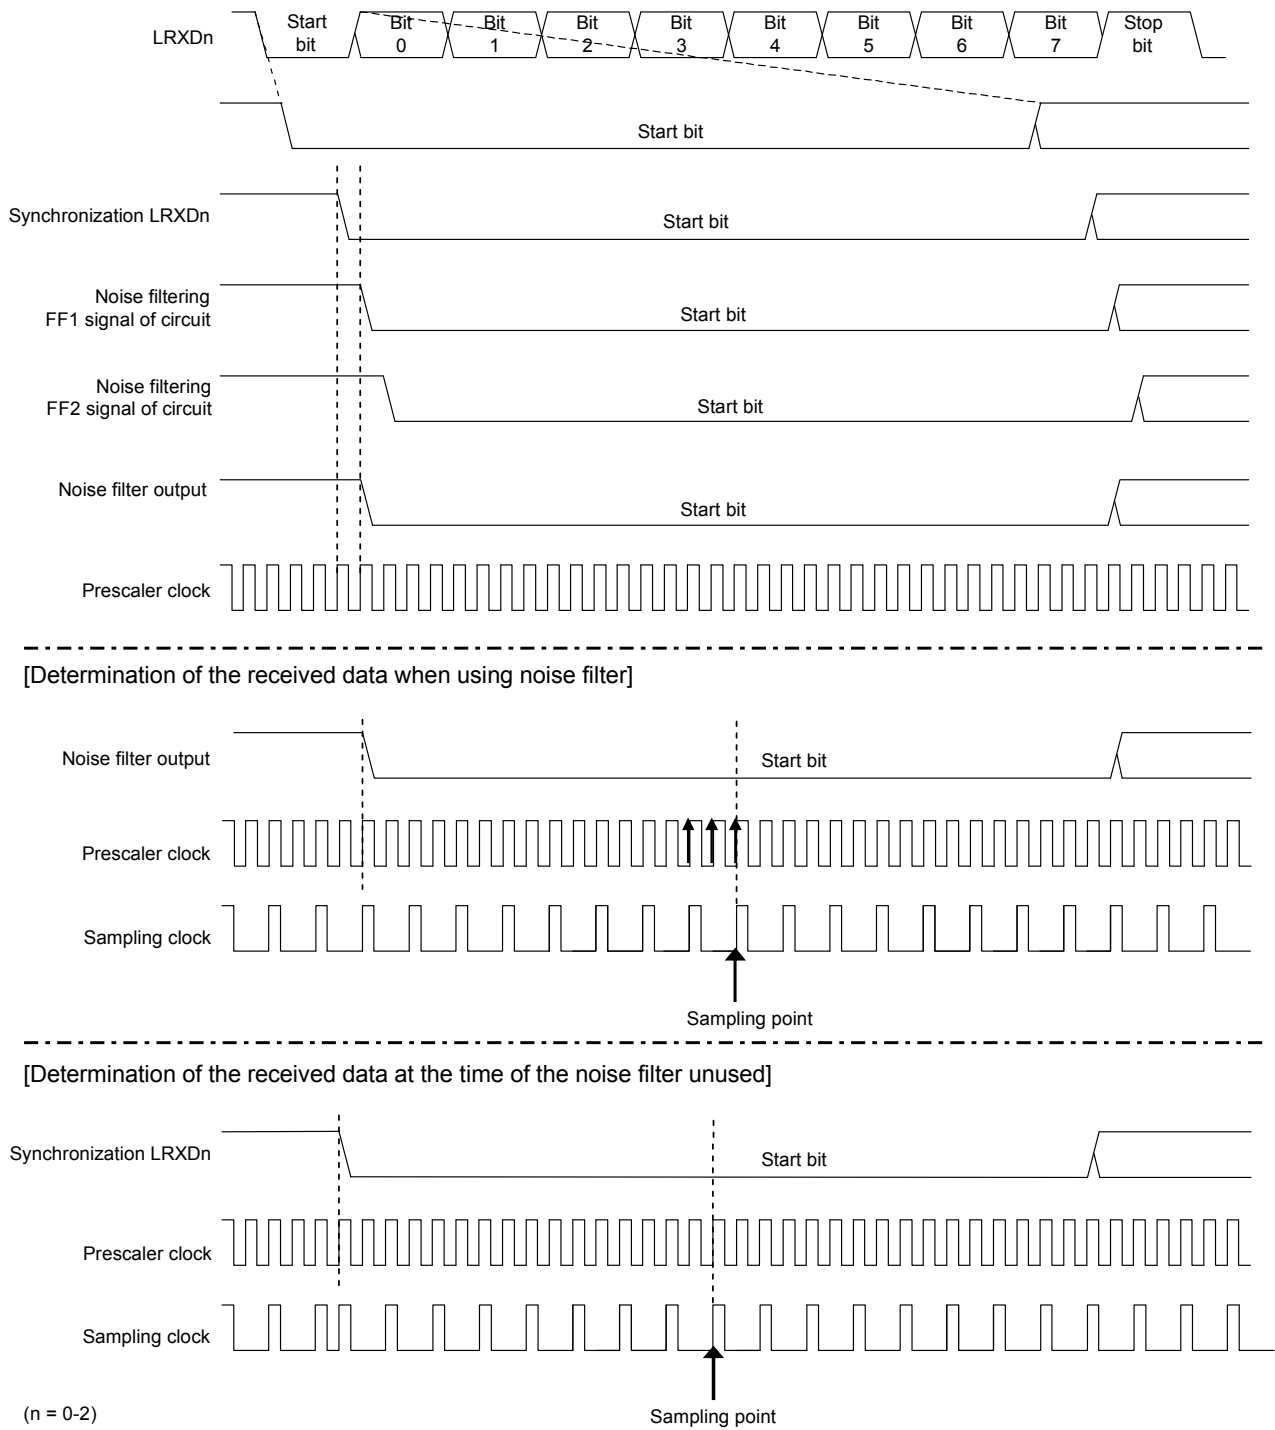 LRXDn
Start bit
Bit 0
Bit 1
Bit 2
Bit 3
Bit 4
Bit 5
Bit 6
Bit 7
Stop bit
Start bit
Synchronization LRXDn
Start bit
Noise filtering
FF1 signal of circuit
Start bit
Noise filtering
FF2 signal of circuit
Start bit
Noise filter output
Start bit
Prescaler clock
[Determination of the received data when using noise filter]
Noise filter output
Start bit
Prescaler clock
Sampling clock
Sampling point
[Determination of the received data at the time of the noise filter unused]
Synchronization LRXDn
Start bit
Prescaler clock
Sampling clock
(n = 0-2)
Sampling point